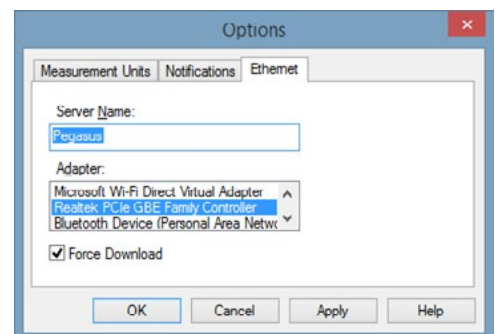 Options
Measurement Units Notifications Ethernet
Server Name:
Pegasus
Adapter:
Microsoft Wi-Fi Direct Virtual Adapter
Realtek PCIe GBE Family Controller
Bluetooth Device (Personal Area Netwo
Force Download
OK Cancel Apply Help